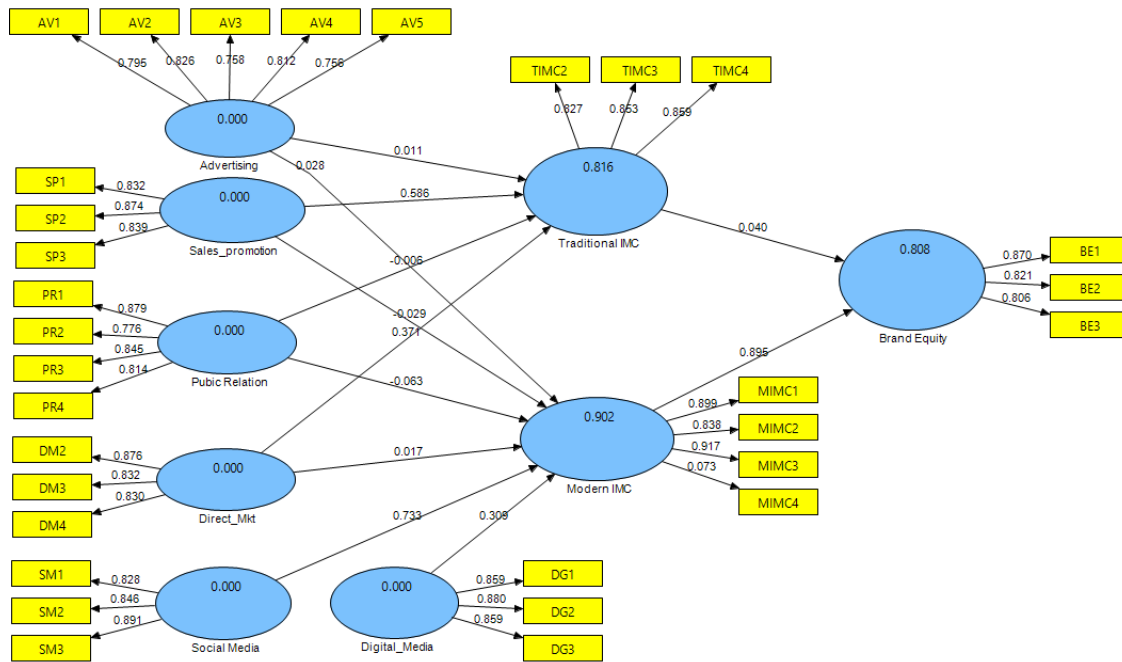 AV1
AV2
AV3
AV4
AV5
0.795
0.826
0.758
0.812
0.756
0.000
Advertising
TIMC2
TIMC3
TIMC4
0.827
0.853
0.859
0.011
0.028
0.816
Traditional IMC
SP1
SP2
SP3
0.832
0.874
0.839
0.000
Sales_promotion
0.586
-0.006
0.040
0.808
Brand Equity
0.870
0.821
0.806
BE1
BE2
BE3
PR1
PR2
PR3
PR4
0.879
0.776
0.845
0.814
0.000
Pubic Relation
-0.029
0.371
-0.063
0.895
0.902
Modern IMC
0.899
0.838
0.917
0.073
MIMC1
MIMC2
MIMC3
MIMC4
DM2
DM3
DM4
0.876
0.832
0.830
0.000
Direct_Mkt
0.017
0.733
0.309
SM1
SM2
SM3
0.828
0.846
0.891
0.000
Social Media
0.000
Digital_Media
0.859
0.880
0.859
DG1
DG2
DG3